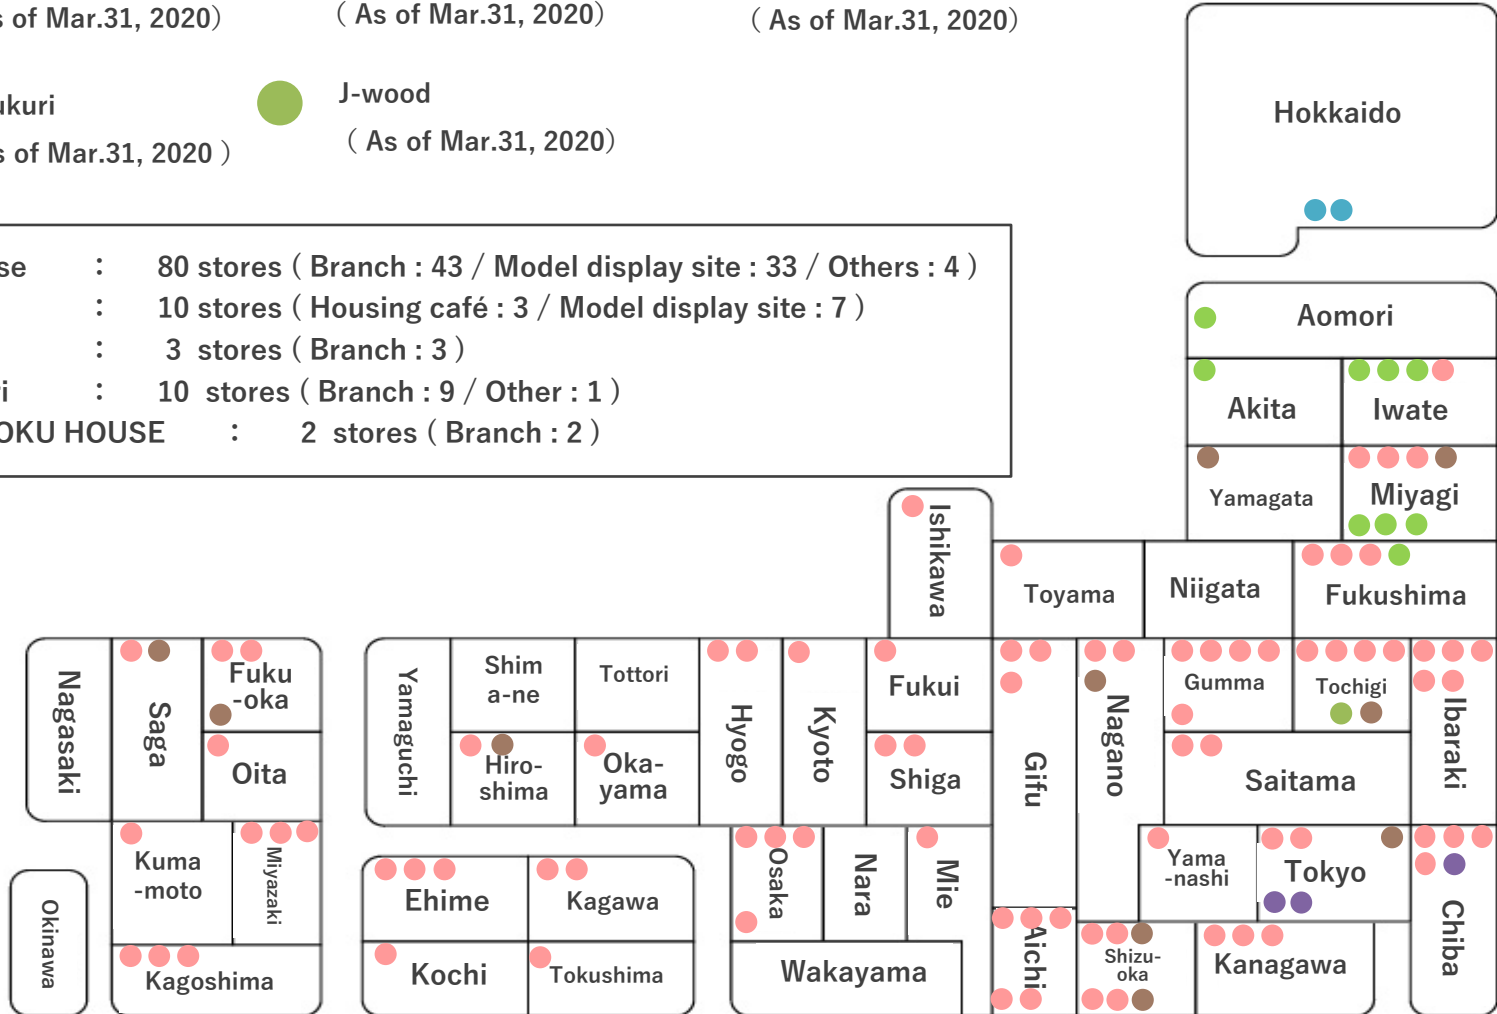 s of Mar.31, 2020)
( As of Mar.31, 2020)
( As of Mar.31, 2020)
ukuri
J-wood
s of Mar.31, 2020 )
( As of Mar.31, 2020)
se : 80 stores ( Branch : 43 / Model display site : 33 / Others : 4 )
: 10 stores ( Housing café : 3 / Model display site : 7 )
: 3 stores ( Branch : 3 )
ri : 10 stores ( Branch : 9 / Other : 1 )
OKU HOUSE : 2 stores ( Branch : 2 )
Hokkaido
Aomori
Akita
Iwate
Yamagata
Miyagi
Ishikawa
Toyama
Niigata
Fukushima
Nagasaki
Saga
Fuku
-oka
Oita
Kuma
-moto
Miyazaki
Kagoshima
Okinawa
Yamaguchi
Shim
a-ne
Tottori
Hiro-
shima
Oka-
yama
Hyogo
Kyoto
Fukui
Shiga
Gifu
Nagano
Gumma
Tochigi
Ibaraki
Saitama
Ehime
Kagawa
Kochi
Tokushima
Osaka
Nara
Mie
Wakayama
Aichi
Yama
-nashi
Tokyo
Shizu-
oka
Kanagawa
Chiba